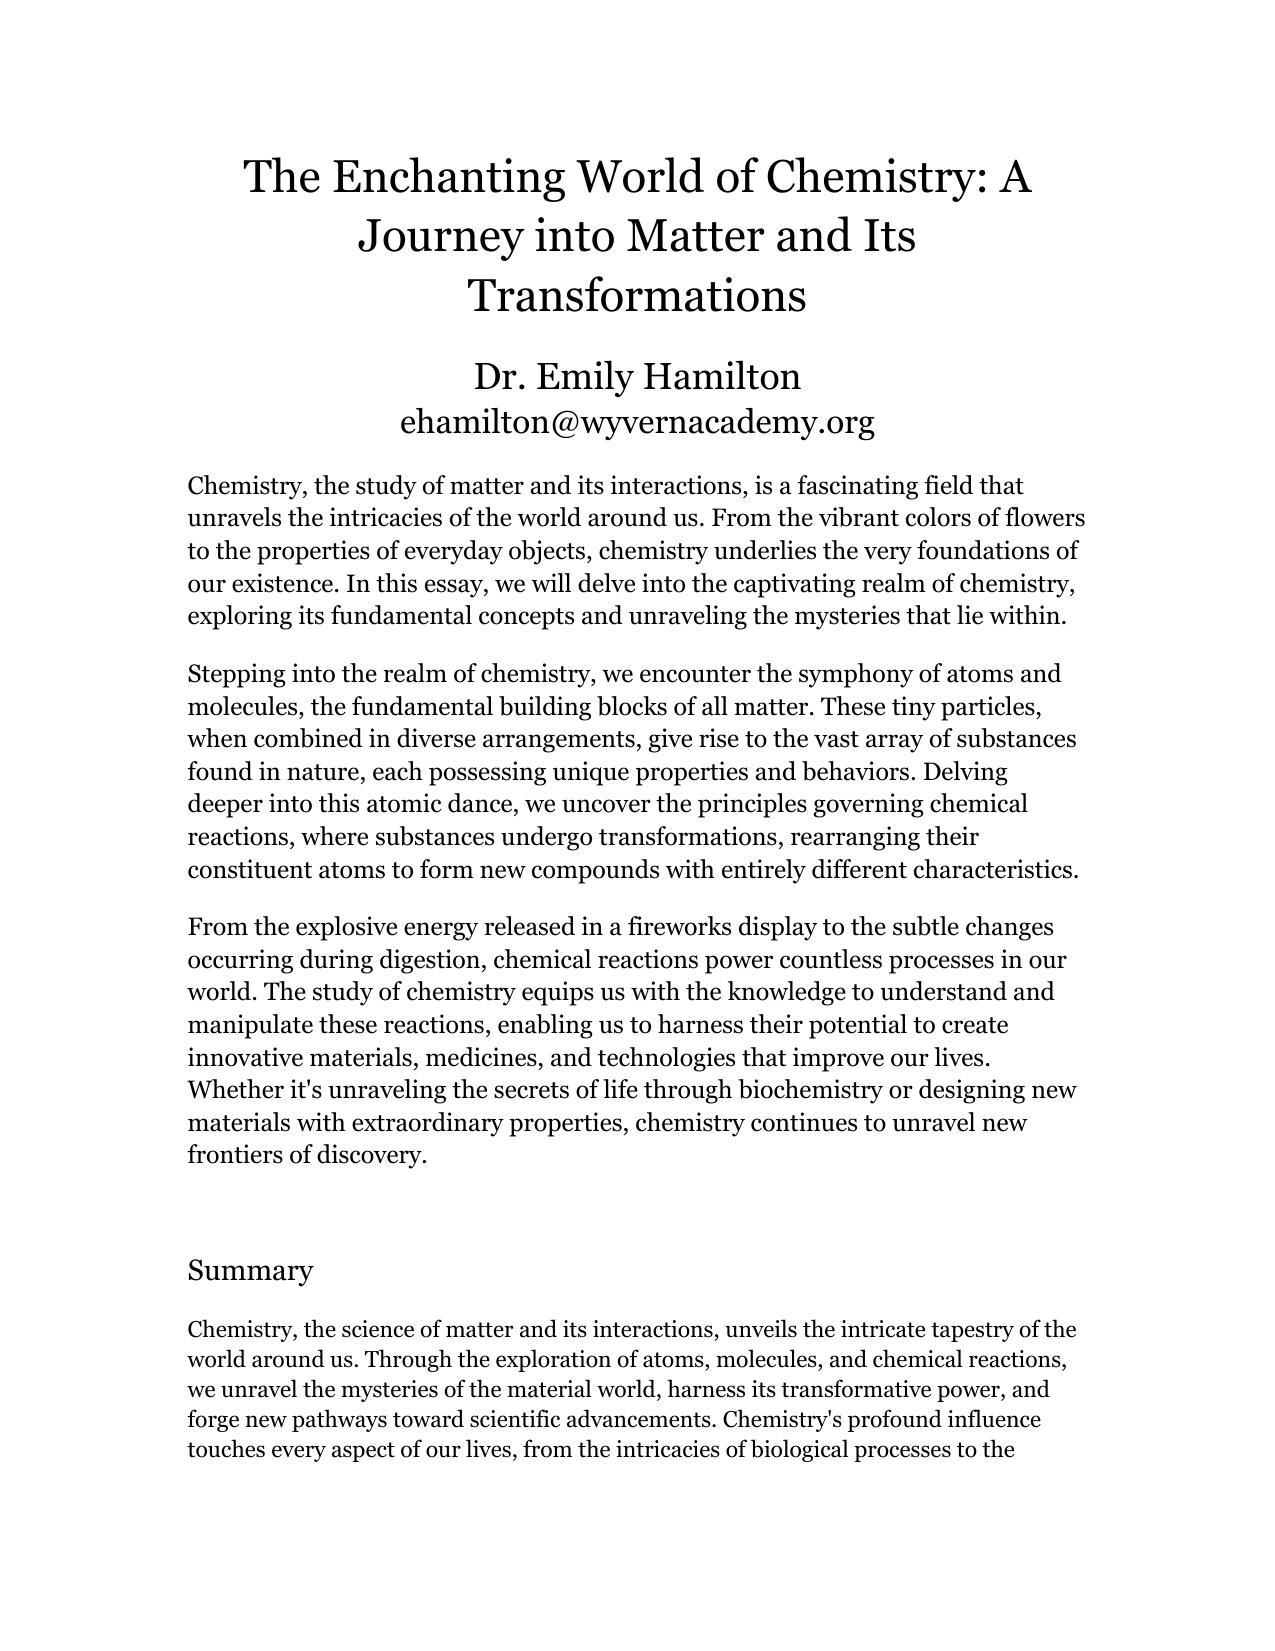 The Enchanting World of Chemistry: A
Journey into Matter and Its
Transformations
Dr. Emily Hamilton
ehamilton@wyvernacademy.org
Chemistry, the study of matter and its interactions, is a fascinating field that
unravels the intricacies of the world around us. From the vibrant colors of flowers
to the properties of everyday objects, chemistry underlies the very foundations of
our existence. In this essay, we will delve into the captivating realm of chemistry,
exploring its fundamental concepts and unraveling the mysteries that lie within.
Stepping into the realm of chemistry, we encounter the symphony of atoms and
molecules, the fundamental building blocks of all matter. These tiny particles,
when combined in diverse arrangements, give rise to the vast array of substances
found in nature, each possessing unique properties and behaviors. Delving
deeper into this atomic dance, we uncover the principles governing chemical
reactions, where substances undergo transformations, rearranging their
constituent atoms to form new compounds with entirely different characteristics.
From the explosive energy released in a fireworks display to the subtle changes
occurring during digestion, chemical reactions power countless processes in our
world. The study of chemistry equips us with the knowledge to understand and
manipulate these reactions, enabling us to harness their potential to create
innovative materials, medicines, and technologies that improve our lives.
Whether it's unraveling the secrets of life through biochemistry or designing new
materials with extraordinary properties, chemistry continues to unravel new
frontiers of discovery.
Summary
Chemistry, the science of matter and its interactions, unveils the intricate tapestry of the
world around us. Through the exploration of atoms, molecules, and chemical reactions,
we unravel the mysteries of the material world, harness its transformative power, and
forge new pathways toward scientific advancements. Chemistry's profound influence
touches every aspect of our lives, from the intricacies of biological processes to the